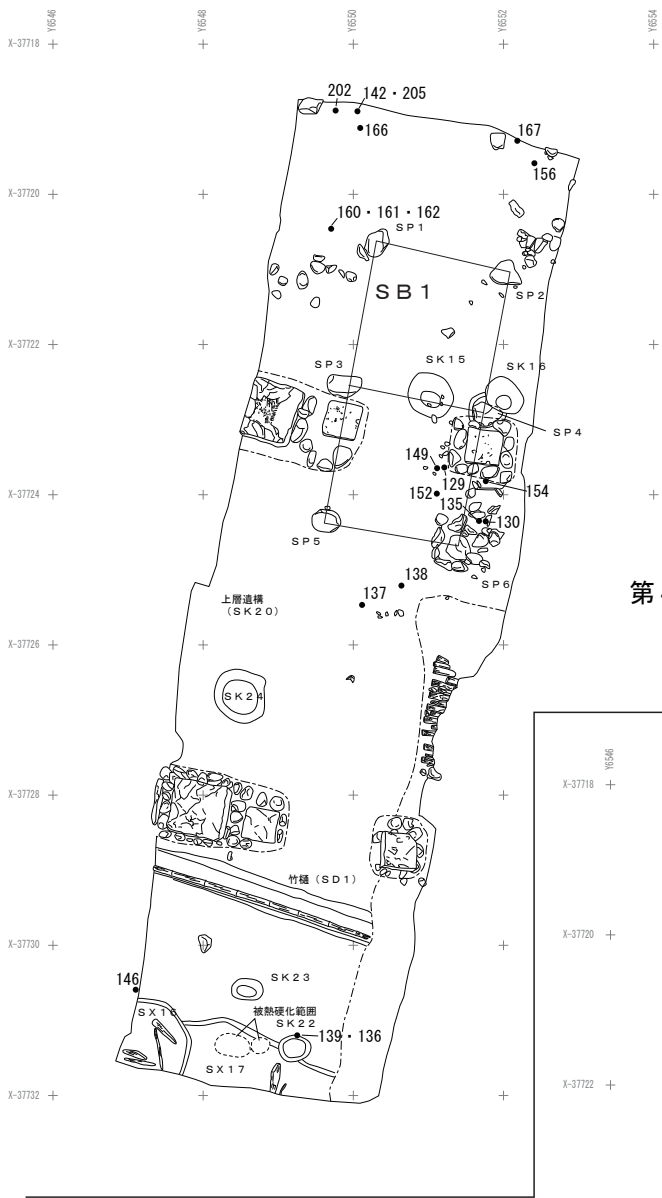 Y6546
Y6548
Y6550
Y6552
Y6554
X-37718
202
142・205
166
167
156
X-37720
160・161・162
SP1
SB1
SP2
X-37722
SP3
SK15
SK16
SP4
149
129
154
X-37724
152
135
130
SP5
SP6
138
137
第
上層遺構
(SK20)
X-37726
SK24
Y6546
X-37718
X-37728
竹樋(SD1)
X-37720
X-37730
146
SK23
SX16
被熱硬化範囲
SK22
139・136
SX17
X-37722
X-37732